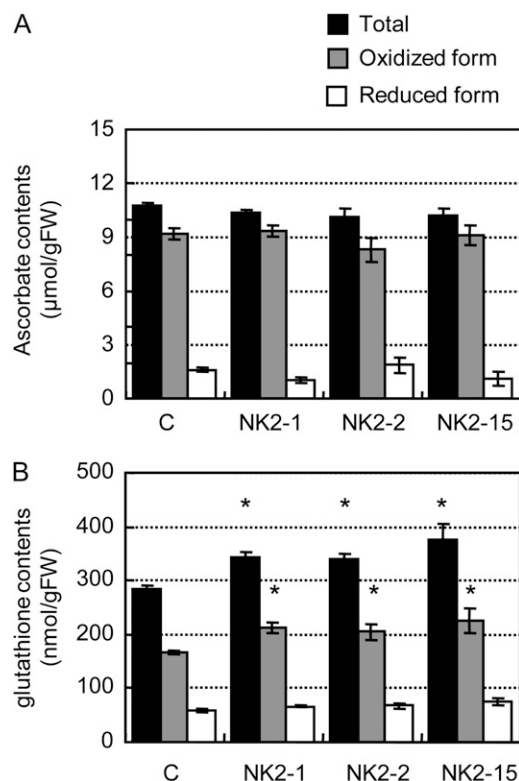 A
Total
Oxidized form
Reduced form
Ascorbate contents
(μmol/gFW)
15
12
9
6
3
0
C NK2-1 NK2-2 NK2-15
B
glutathione contents
(nmol/gFW)
500
400
300
200
100
0
* * *
* * *
C NK2-1 NK2-2 NK2-15